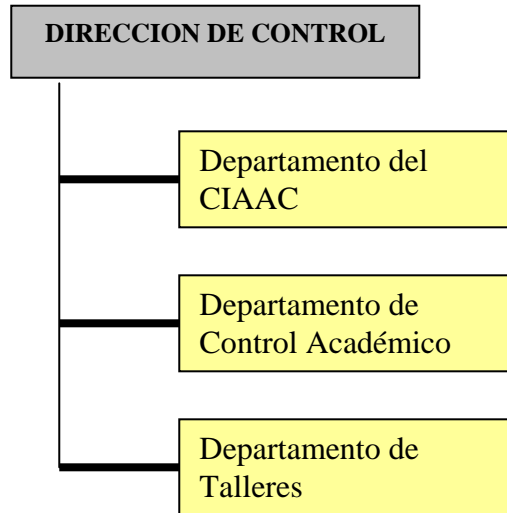 DIRECCION DE CONTROL
Departamento del
CIAAC
Departamento de
Control Académico
Departamento de
Talleres